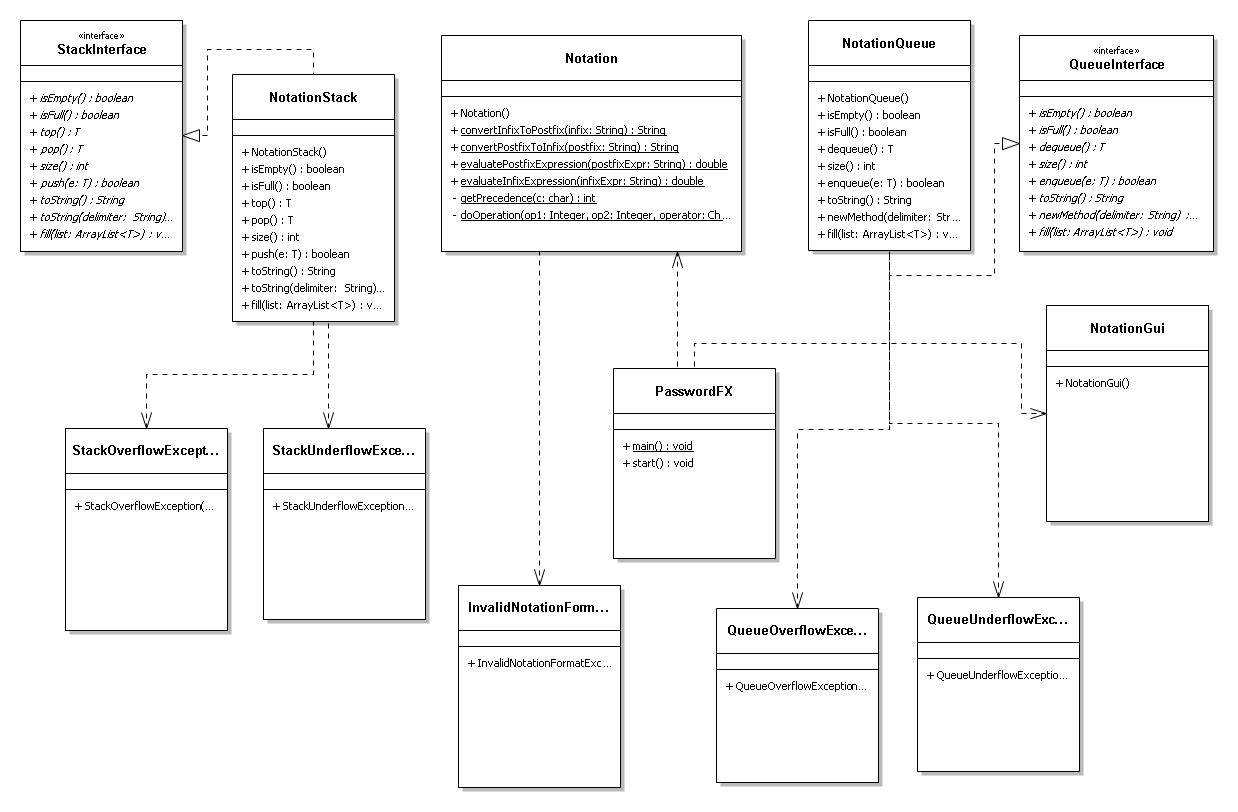 «interface»
StackInterface
+ isEmpty() : boolean
+ isFull() : boolean
+ top() : T
+ pop() : T
+ size() : int
+ push(e: T) : boolean
+ toString() : String
+ toString(delimiter: String)...
+ fill(list: ArrayList<T>) : v...
NotationStack
+ NotationStack()
+ isEmpty() : boolean
+ isFull() : boolean
+ top() : T
+ pop() : T
+ size() : int
+ push(e: T) : boolean
+ toString() : String
+ toString(delimiter: String)...
+ fill(list: ArrayList<T>) : v...
Notation
+ Notation()
+ convertInfixToPostfix(infix: String) : String
+ convertPostfixToInfix(postfix: String) : String
+ evaluatePostfixExpression(postfixExpr: String) : double
+ evaluateInfixExpression(infixExpr: String) : double
- getPrecedence(c: char) : int
- doOperation(op1: Integer, op2: Integer, operator: Ch...
NotationQueue
+ NotationQueue()
+ isEmpty() : boolean
+ isFull() : boolean
+ dequeue() : T
+ size() : int
+ enqueue(e: T) : boolean
+ toString() : String
+ newMethod(delimiter: Str...
+ fill(list: ArrayList<T>) : v...
«interface»
QueueInterface
+ isEmpty() : boolean
+ isFull() : boolean
+ dequeue() : T
+ size() : int
+ enqueue(e: T) : boolean
+ toString() : String
+ newMethod(delimiter: String) :...
+ fill(list: ArrayList<T>) : void
NotationGui
+ NotationGui()
PasswordFX
+ main() : void
+ start() : void
StackOverflowExcept...
+ StackOverflowException(...
StackUnderflowExce...
+ StackUnderflowException...
InvalidNotationForm...
+ InvalidNotationFormatExc...
QueueOverflowExce...
+ QueueOverflowException...
QueueUnderflowExc...
+ QueueUnderflowExceptio...